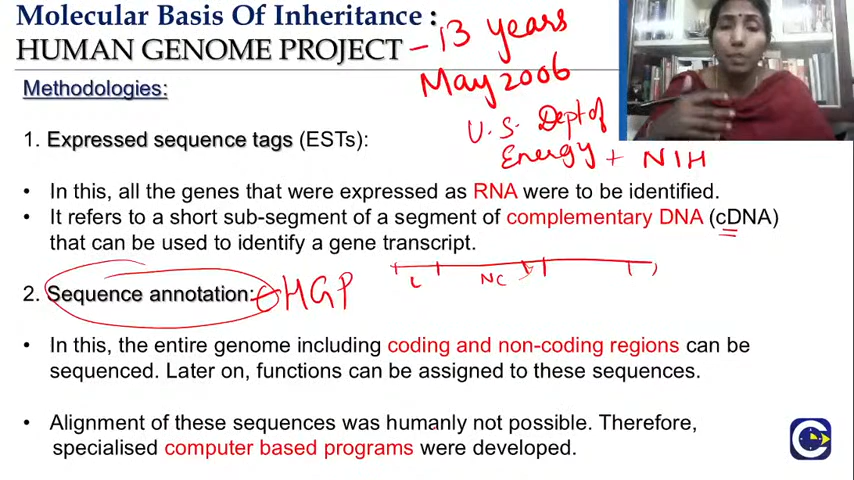 Molecular Basis Of Inheritance :
HUMAN GENOME PROJECT
- 13 years
May 2006
U.S. Dept of
Energy + NIH
Methodologies:
1. Expressed sequence tags (ESTs):
• In this, all the genes that were expressed as RNA were to be identified.
• It refers to a short sub-segment of a segment of complementary DNA (cDNA)
that can be used to identify a gene transcript.
NC
2. Sequence annotation:
HGP
• In this, the entire genome including coding and non-coding regions can be
sequenced. Later on, functions can be assigned to these sequences.
• Alignment of these sequences was humanly not possible. Therefore,
specialised computer based programs were developed.